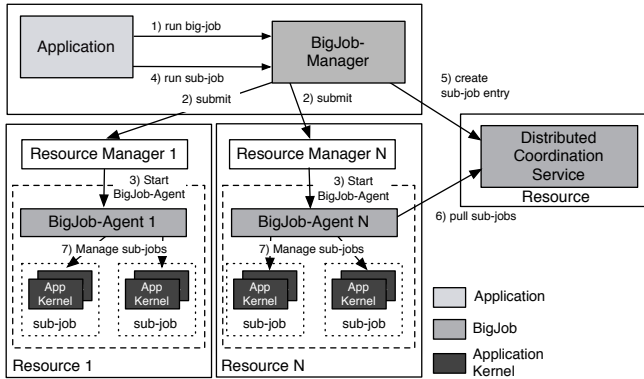 Application
1) run big-job
BigJob-
Manager
4) run sub-job
2) submit
2) submit
5) create
sub-job entry
Resource Manager 1
Resource Manager N
Distributed
Coordination
Service
Resource
3) Start
BigJob-Agent
3) Start
BigJob-Agent
BigJob-Agent 1
BigJob-Agent N
6) pull sub-jobs
7) Manage sub-jobs
7) Manage sub-jobs
App
Kernel
App
Kernel
App
Kernel
App
Kernel
sub-job
sub-job
sub-job
sub-job
Resource 1
Resource N
Application
BigJob
Application
Kernel